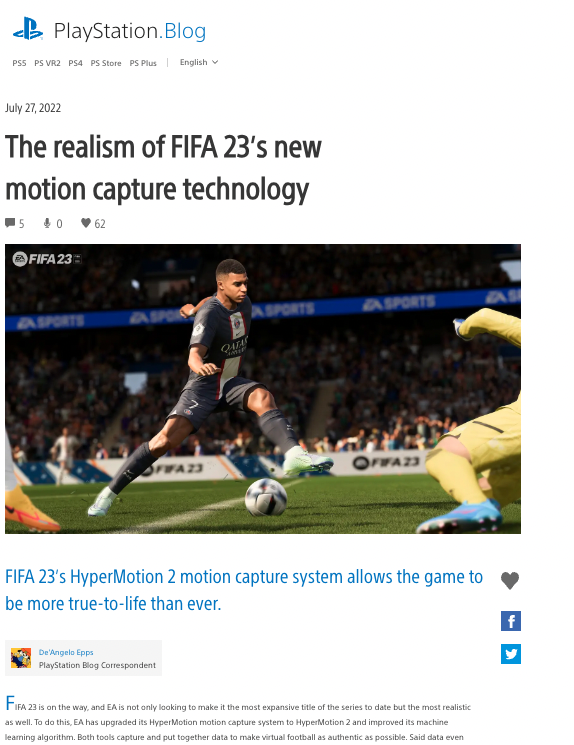 PlayStation.Blog
PS5 PS VR2 PS4 PS Store PS Plus English
July 27, 2022
The realism of FIFA 23's new
motion capture technology
5 0 62
EA SPORTS FIFA 23
EA SPORTS EA SPORTS EA SPORTS EA SPORTS
QATAR
AIRWAYS
7
FIFA 23 FIFA 23
FIFA 23's HyperMotion 2 motion capture system allows the game to
be more true-to-life than ever.
De'Angelo Epps
PlayStation Blog Correspondent
FIFA 23 is on the way, and EA is not only looking to make it the most expansive title of the series to date but the most realistic
as well. To do this, EA has upgraded its HyperMotion motion capture system to HyperMotion 2 and improved its machine
learning algorithm. Both tools capture and put together data to make virtual football as authentic as possible. Said data even